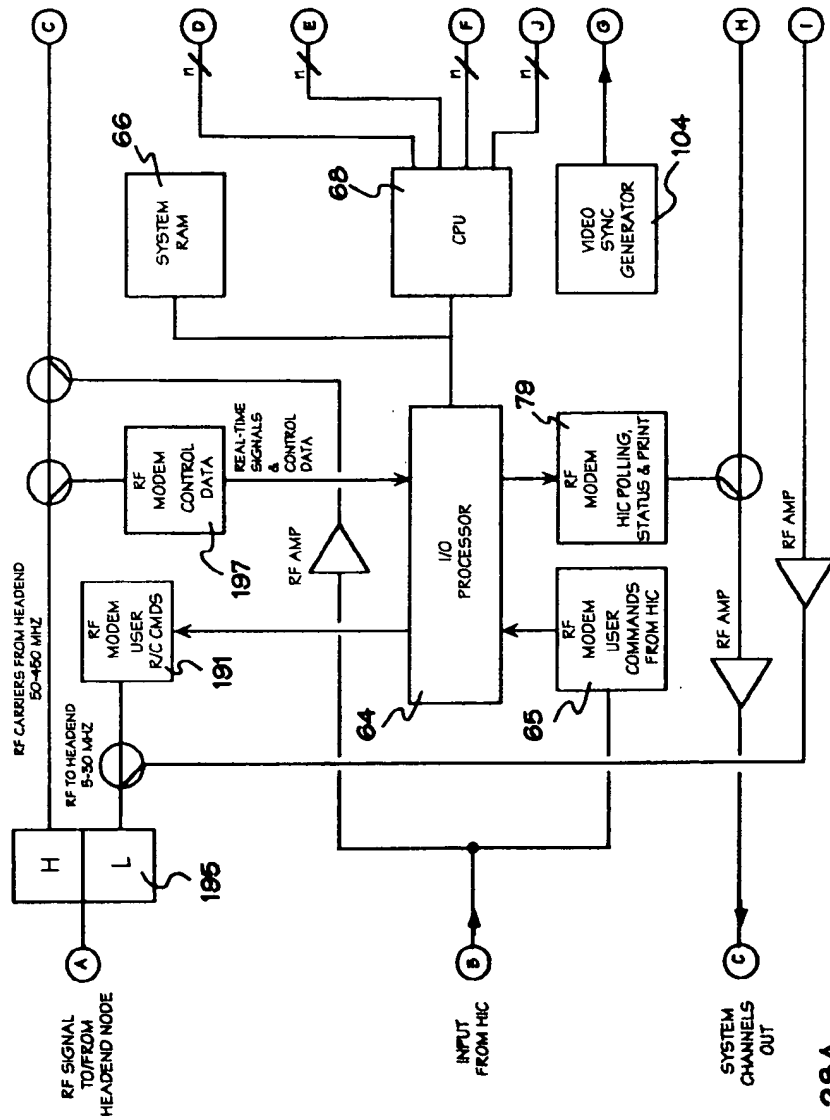 RF CARRIERS FROM HEADEND
50-450 MHZ
C
RF TO HEADEND
5-30 MHZ
H
L
195
A
RF SIGNAL
TO/FROM
HEADEND NODE
RF
MODEM
USER
R/C CMDS
191
RF
MODEM
CONTROL
DATA
197
REAL-TIME
SIGNALS
&
CONTROL DATA
RF AMP
SYSTEM
RAM
66
n
D
n
E
n
F
n
J
CPU
68
I/O
PROCESSOR
64
B
INPUT
FROM HIC
RF
MODEM
USER
COMMANDS
FROM HIC
65
RF
MODEM
HIC POLLING,
STATUS & PRINT
79
VIDEO
SYNC
GENERATOR
104
G
H
RF AMP
C
SYSTEM
CHANNELS
OUT
I
RF AMP